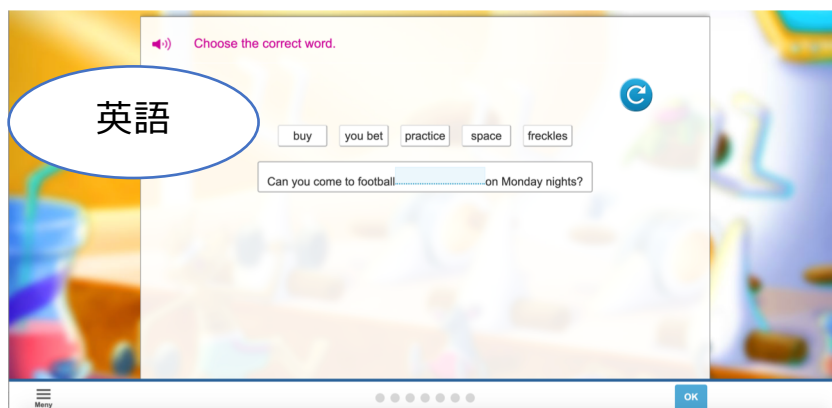 Choose the correct word.
英語
buy you bet practice space freckles
Can you come to football..............................on Monday nights?
Meny
OK